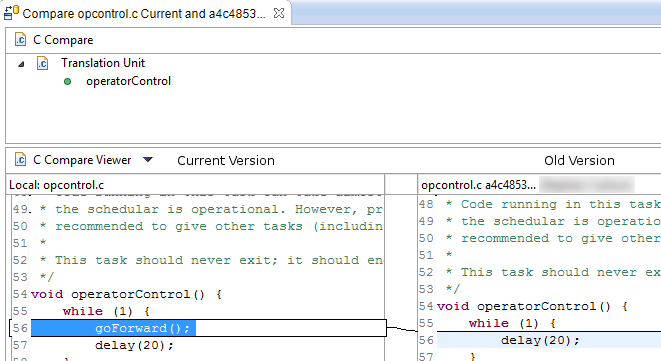 Compare opcontrol.c Current and a4c4853...
C Compare
Translation Unit
operatorControl
C Compare Viewer Current Version Old Version
Local: opcontrol.c
49 * the schedular is operational. However, pr
50 * recommended to give other tasks (includin
51 *
52 * This task should never exit; it should en
53 */
54 void operatorControl() {
55 while (1) {
56 goForward();
57 delay(20);
58 }
opcontrol.c a4c4853...
48 * Code running in this task
49 * the schedular is operatio
50 * recommended to give other
51 *
52 * This task should never ex
53 */
54 void operatorControl() {
55 while (1) {
56 delay(20);
57 }